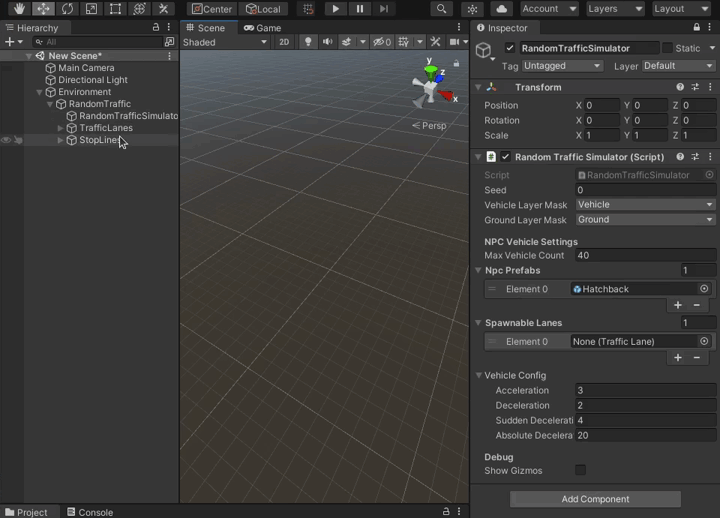 Center Local
Account Layers Layout
Hierarchy
All
New Scene*
Main Camera
Directional Light
Environment
RandomTraffic
RandomTrafficSimulato
TrafficLanes
StopLines
Scene Game
Shaded 2D 0
y
z
x
< Persp
Inspector
RandomTrafficSimulator Static
Tag Untagged Layer Default
Transform
Position X 0 Y 0 Z 0
Rotation X 0 Y 0 Z 0
Scale X 1 Y 1 Z 1
# Random Traffic Simulator (Script)
Script RandomTrafficSimulator
Seed 0
Vehicle Layer Mask Vehicle
Ground Layer Mask Ground
NPC Vehicle Settings
Max Vehicle Count 40
Npc Prefabs 1
Element 0 Hatchback
+ −
Spawnable Lanes 1
Element 0 None (Traffic Lane)
+ −
Vehicle Config
Acceleration 3
Deceleration 2
Sudden Decelerati 4
Absolute Decelera 20
Debug
Show Gizmos
Add Component
Project Console